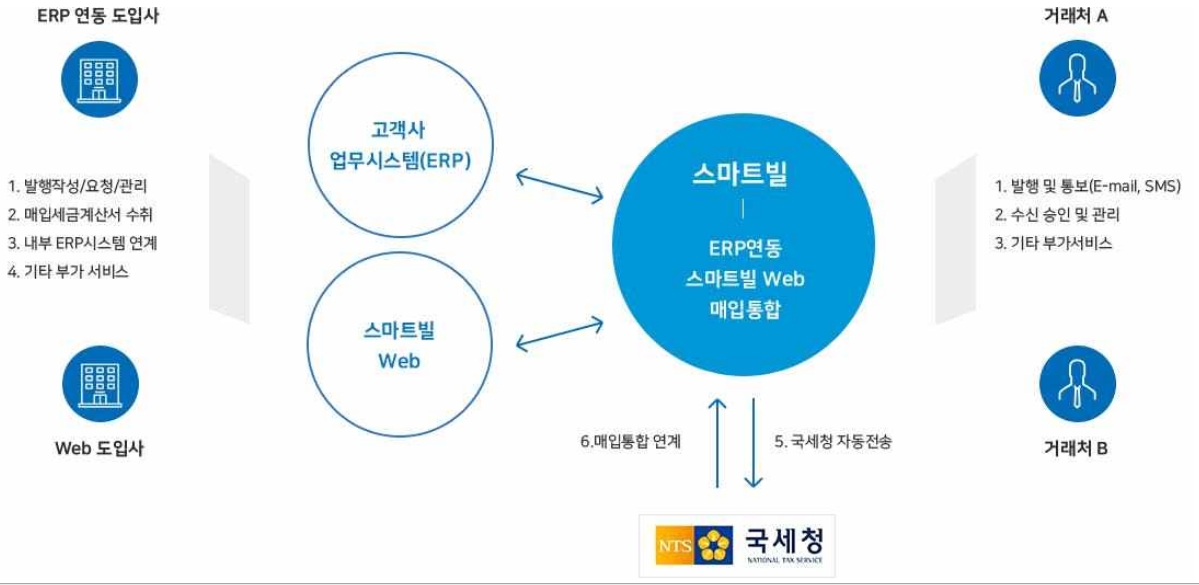 ERP 연동 도입사
1. 발행작성/요청/관리
2. 매입세금계산서 수취
3. 내부 ERP시스템 연계
4. 기타 부가 서비스
Web 도입사
고객사
업무시스템(ERP)
스마트빌
Web
스마트빌
ERP연동
스마트빌 Web
매입통합
6.매입통합 연계
5. 국세청 자동전송
NTS 국세청
NATIONAL TAX SERVICE
거래처 A
1. 발행 및 통보(E-mail, SMS)
2. 수신 승인 및 관리
3. 기타 부가서비스
거래처 B